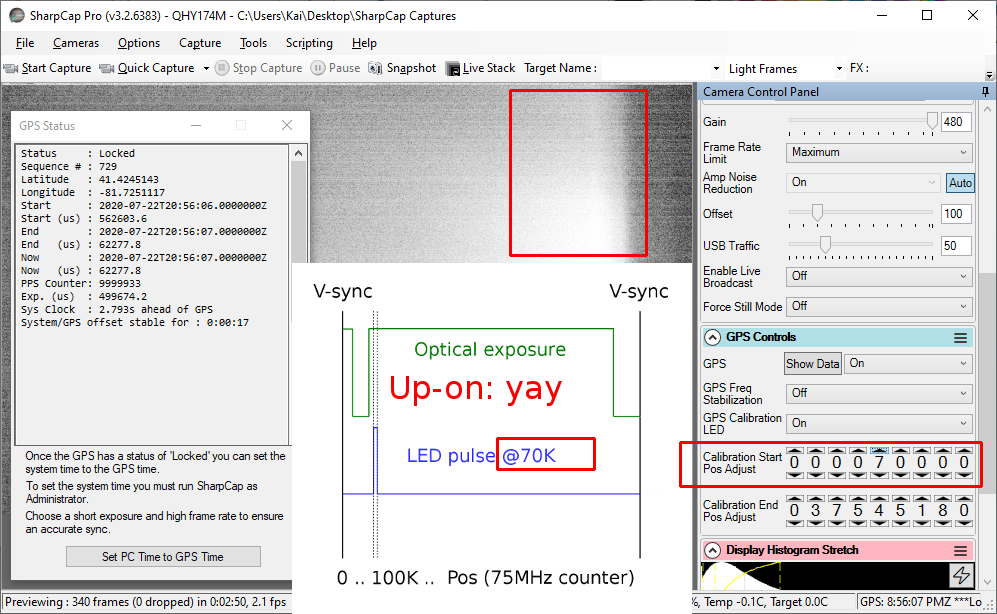 SharpCap Pro (v3.2.6383) - QHY174M - C:\Users\Kai\Desktop\SharpCap Captures
File Cameras Options Capture Tools Scripting Help
Start Capture Quick Capture Stop Capture Pause Snapshot Live Stack Target Name : Light Frames FX :
GPS Status
Status : Locked
Sequence # : 729
Latitude : 41.4245143
Longitude : -81.7251117
Start : 2020-07-22T20:56:06.0000000Z
Start (us) : 562603.6
End : 2020-07-22T20:56:07.0000000Z
End (us) : 62277.8
Now : 2020-07-22T20:56:07.0000000Z
Now (us) : 62277.8
PPS Counter: 9999933
Exp. (us) : 499674.2
Sys Clock : 2.793s ahead of GPS
System/GPS offset stable for : 0:00:17
Once the GPS has a status of 'Locked' you can set the
system time to the GPS time.
To set the system time you must run SharpCap as
Administrator.
Choose a short exposure and high frame rate to ensure
an accurate sync.
Set PC Time to GPS Time
V-sync V-sync
Optical exposure
Up-on: yay
LED pulse @70K
0 .. 100K .. Pos (75MHz counter)
Camera Control Panel
Gain 480
Frame Rate
Limit
Maximum
Amp Noise
Reduction
On Auto
Offset 100
USB Traffic 50
Enable Live
Broadcast
Off
Force Still Mode Off
GPS Controls
GPS Show Data On
GPS Freq
Stabilization
Off
GPS Calibration
LED
On
Calibration Start
Pos Adjust
0 0 0 0 7 0 0 0 0
Calibration End
Pos Adjust
0 3 7 5 4 5 1 8 0
Display Histogram Stretch
Previewing : 340 frames (0 dropped) in 0:02:50, 2.1 fps %, Temp -0.1C, Target 0.0C GPS: 8:56:07 PMZ ***Lo